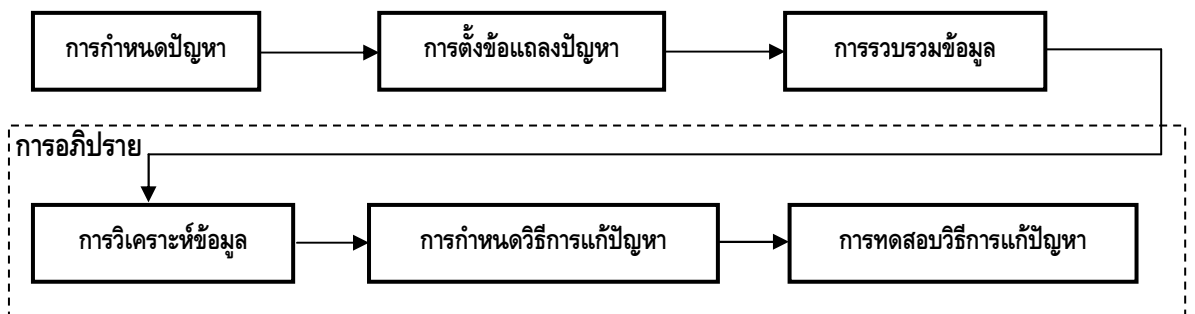 การกำหนดปัญหา
การตั้งข้อแถลงปัญหา
การรวบรวมข้อมูล
การอภิปราย
การวิเคราะห์ข้อมูล
การกำหนดวิธีการแก้ปัญหา
การทดสอบวิธีการแก้ปัญหา